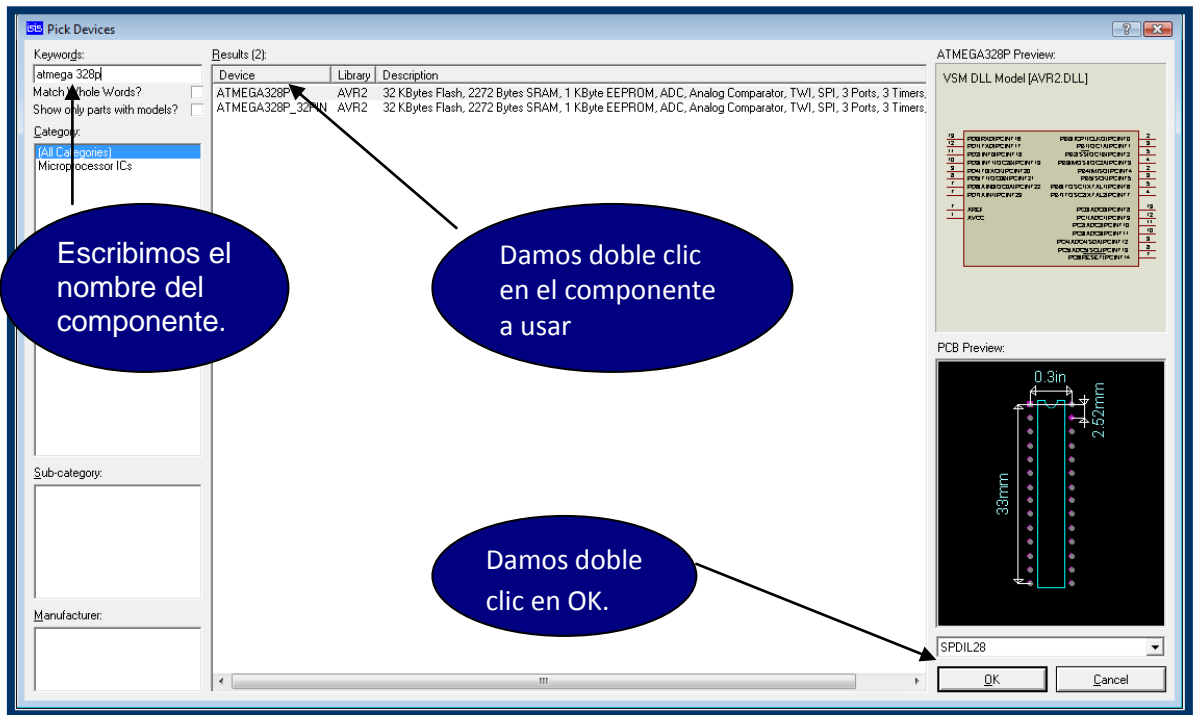 isis Pick Devices
Keywords:
atmega 328p
Match Whole Words?
Show only parts with models?
Category:
(All Categories)
Microprocessor ICs
Sub-category:
Manufacturer:
Results (2):
Device Library Description
ATMEGA328P AVR2 32 KBytes Flash, 2272 Bytes SRAM, 1 KByte EEPROM, ADC, Analog Comparator, TWI, SPI, 3 Ports, 3 Timers,
ATMEGA328P_32PIN AVR2 32 KBytes Flash, 2272 Bytes SRAM, 1 KByte EEPROM, ADC, Analog Comparator, TWI, SPI, 3 Ports, 3 Timers,
Escribimos el
nombre del
componente.
Damos doble clic
en el componente
a usar
Damos doble
clic en OK.
ATMEGA328P Preview:
VSM DLL Model [AVR2.DLL]
AREF
AVCC
PCB Preview:
0.3in
2.52mm
33mm
SPDIL28
OK
Cancel